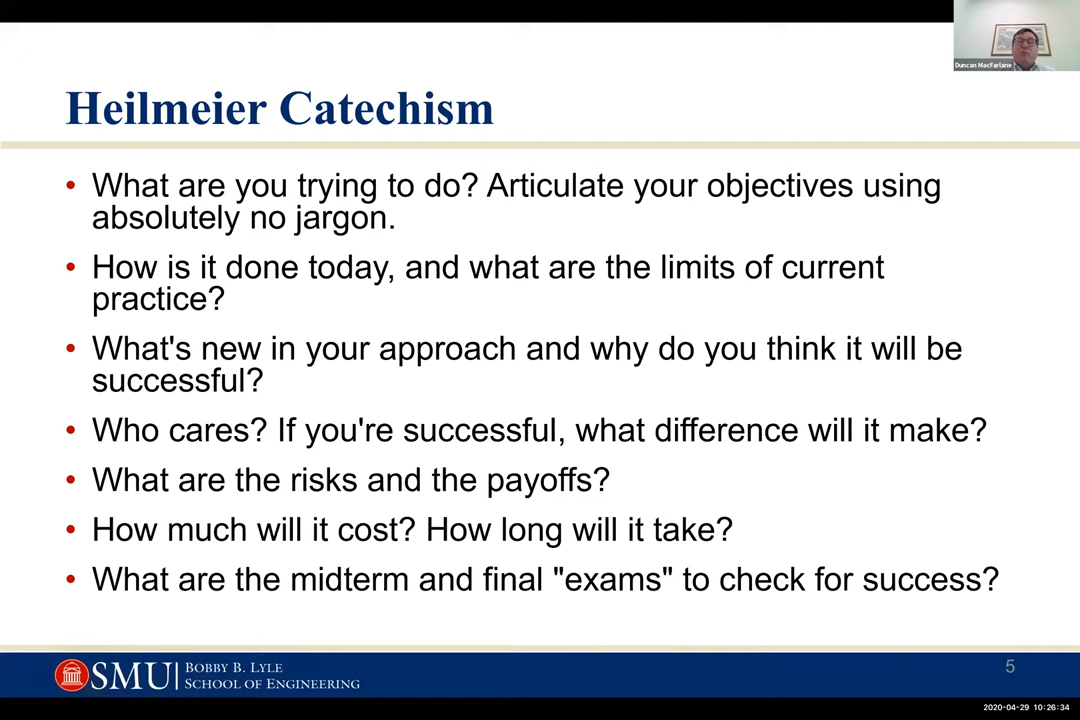 Duncan MacFarlane
Heilmeier Catechism
• What are you trying to do? Articulate your objectives using
absolutely no jargon.
• How is it done today, and what are the limits of current
practice?
• What's new in your approach and why do you think it will be
successful?
• Who cares? If you're successful, what difference will it make?
• What are the risks and the payoffs?
• How much will it cost? How long will it take?
• What are the midterm and final "exams" to check for success?
SMU
BOBBY B. LYLE
SCHOOL OF ENGINEERING
5
2020-04-29 10:26:34